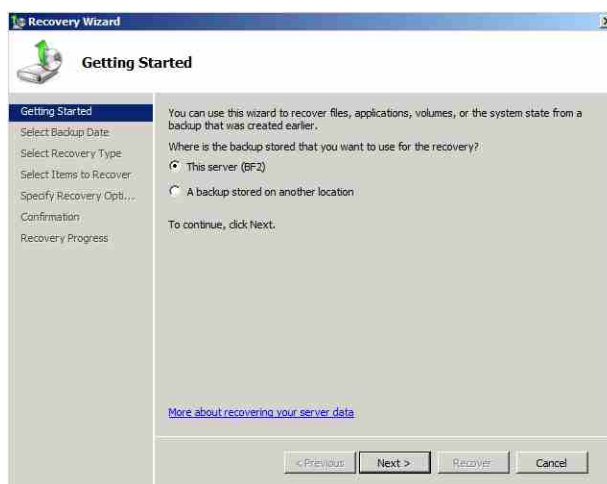 Recovery Wizard
Getting Started
Getting Started
Select Backup Date
Select Recovery Type
Select Items to Recover
Specify Recovery Opti...
Confirmation
Recovery Progress
You can use this wizard to recover files, applications, volumes, or the system state from a
backup that was created earlier.
Where is the backup stored that you want to use for the recovery?
This server (BF2)
A backup stored on another location
To continue, click Next.
More about recovering your server data
< Previous
Next >
Recover
Cancel